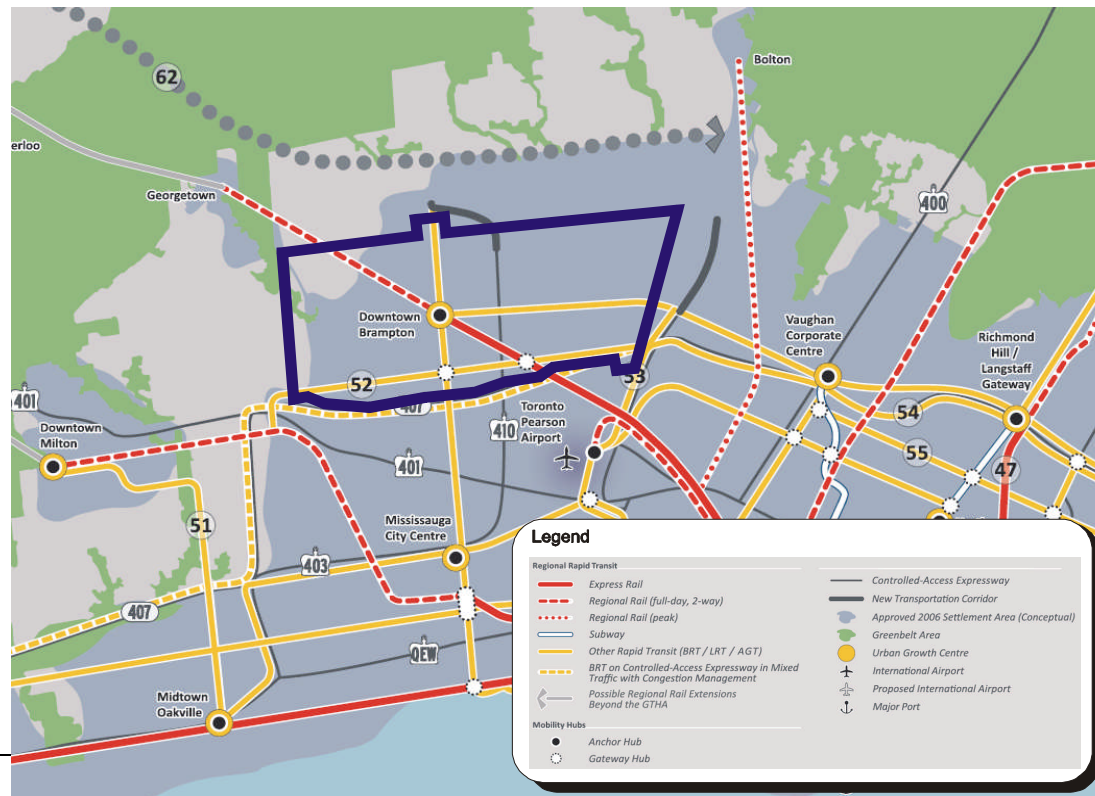 Bolton
62
erloo
Georgetown
400
Downtown
Brampton
Vaughan
Corporate
Centre
Richmond
Hill /
Langstaff
Gateway
52
53
401
407
Toronto
Pearson
Airport
410
54
Downtown
Milton
401
55
47
51
Mississauga
City Centre
403
407
QEW
Midtown
Oakville
Legend
Regional Rapid Transit
Express Rail
Regional Rail (full-day, 2-way)
Regional Rail (peak)
Subway
Other Rapid Transit (BRT / LRT / AGT)
BRT on Controlled-Access Expressway in Mixed
Traffic with Congestion Management
Possible Regional Rail Extensions
Beyond the GTHA
Mobility Hubs
Anchor Hub
Gateway Hub
Controlled-Access Expressway
New Transportation Corridor
Approved 2006 Settlement Area (Conceptual)
Greenbelt Area
Urban Growth Centre
International Airport
Proposed International Airport
Major Port